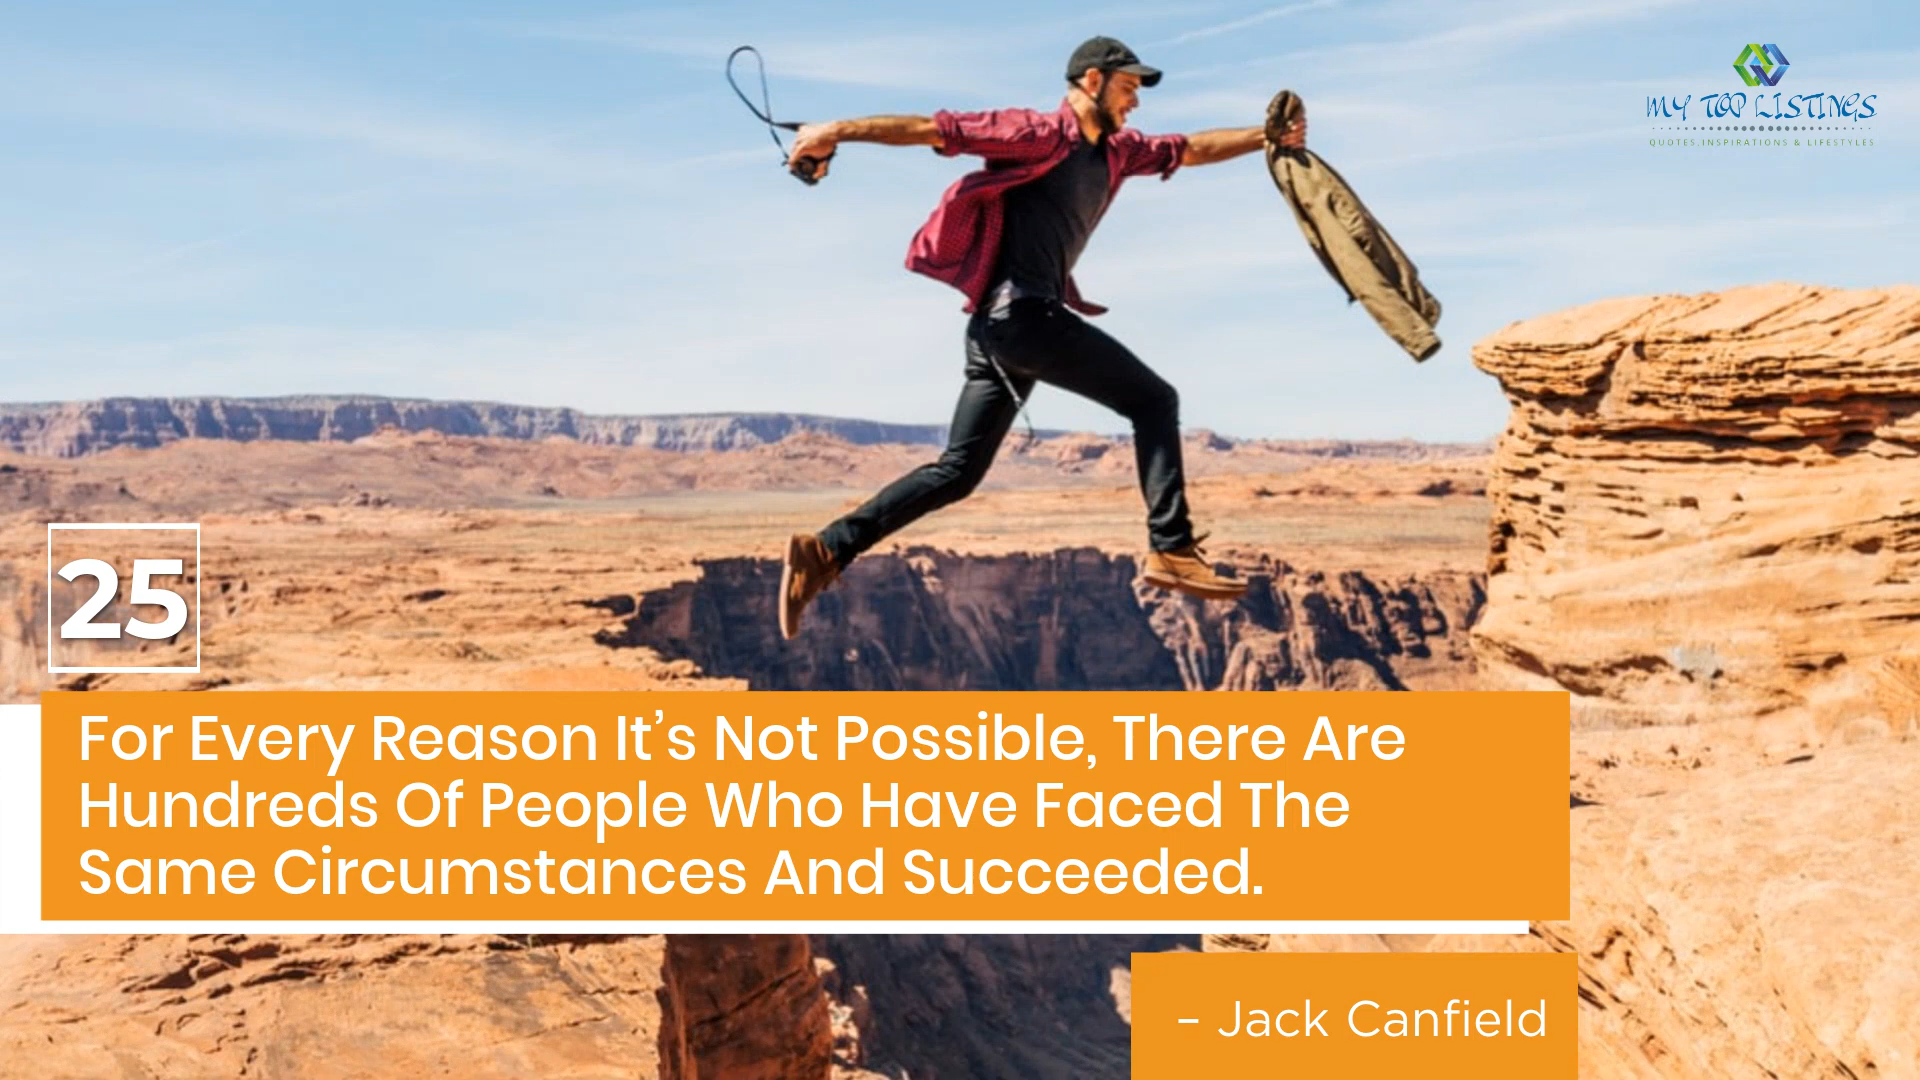 MY TOP LISTINGS
QUOTES,INSPIRATIONS & LIFESTYLES
25
For Every Reason It’s Not Possible, There Are
Hundreds Of People Who Have Faced The
Same Circumstances And Succeeded.
– Jack Canfield